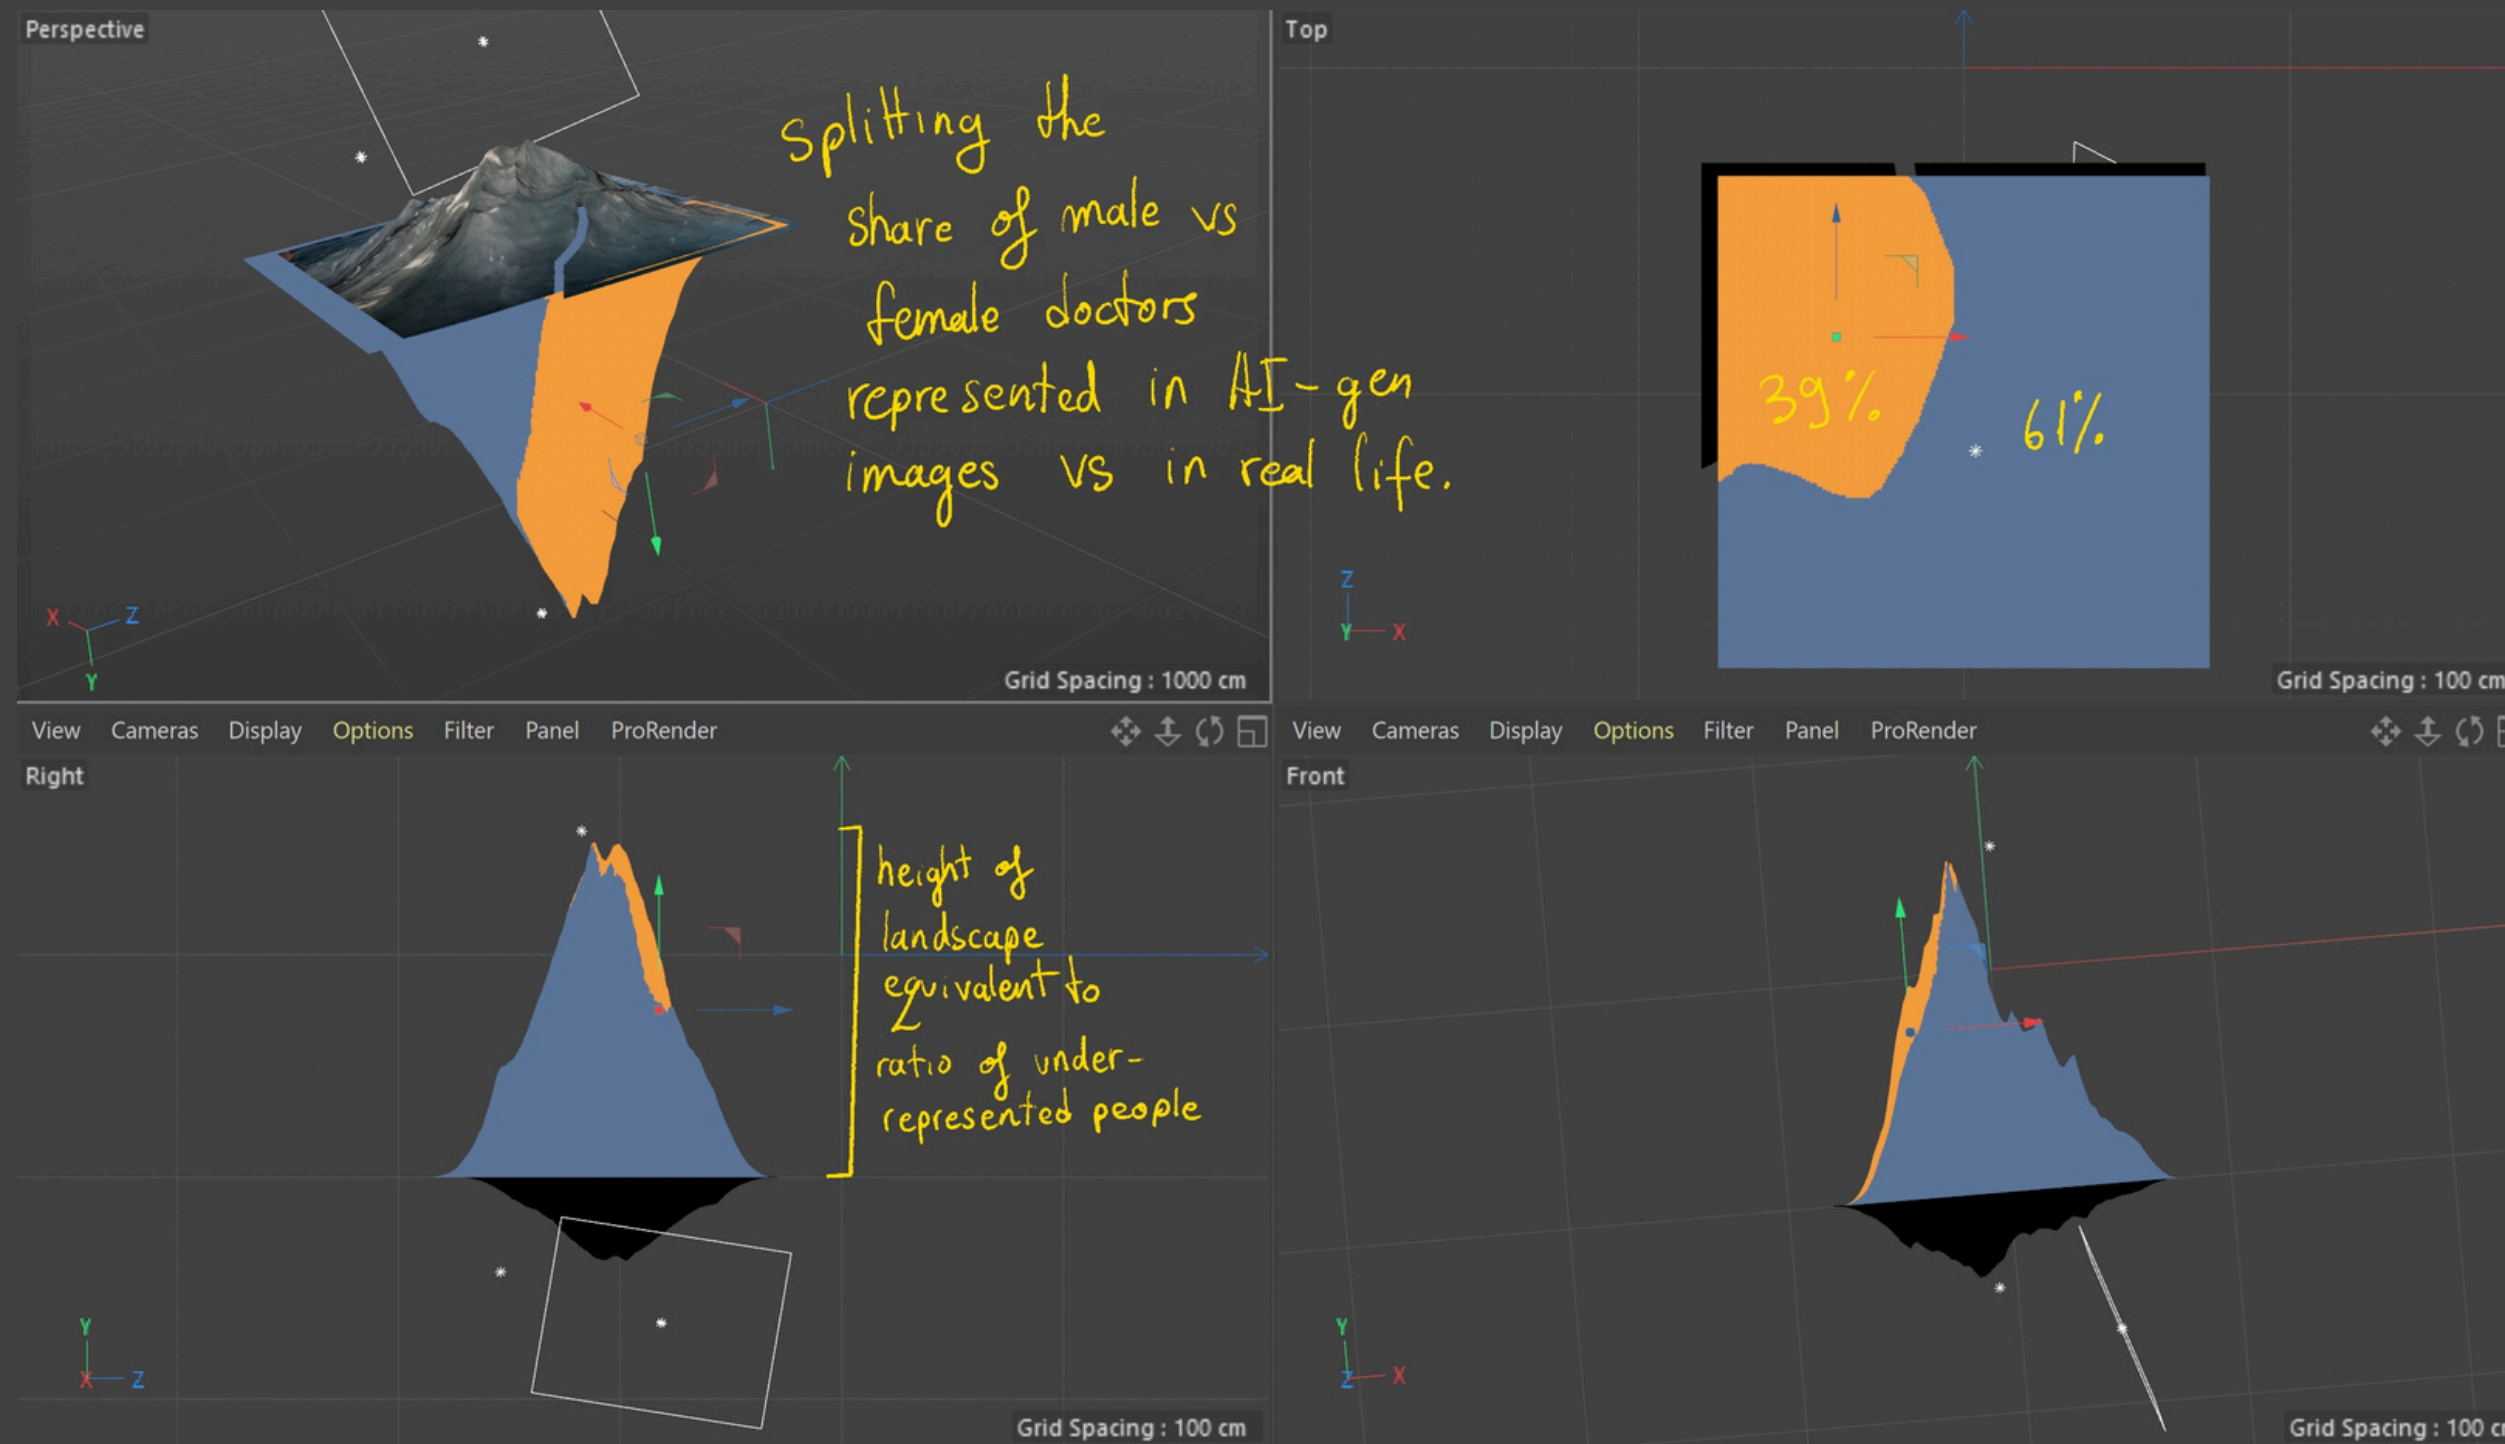 Perspective
Splitting the
share of male vs
female doctors
represented in AI-gen
images vs in real life.
X Z
Y
Grid Spacing : 1000 cm
Top
39%
61%
Z
Y X
Grid Spacing : 100 cm
View Cameras Display Options Filter Panel ProRender
Right
height of
landscape
equivalent to
ratio of under-
represented people
Y
X Z
Grid Spacing : 100 cm
View Cameras Display Options Filter Panel ProRender
Front
Y
Z X
Grid Spacing : 100 c